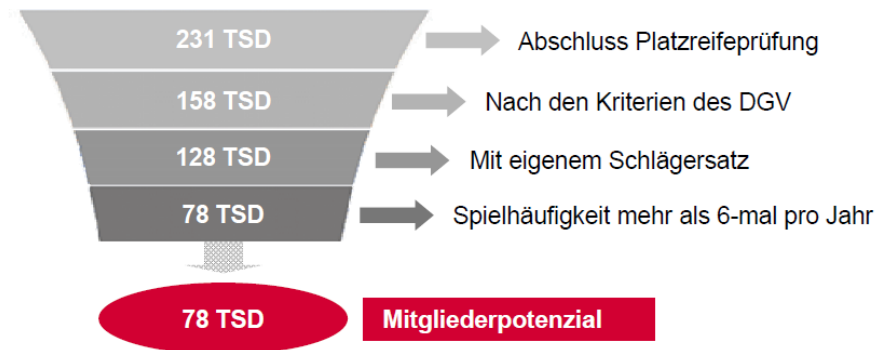 231 TSD Abschluss Platzreifeprüfung
158 TSD Nach den Kriterien des DGV
128 TSD Mit eigenem Schlägersatz
78 TSD Spielhäufigkeit mehr als 6-mal pro Jahr
78 TSD Mitgliederpotenzial